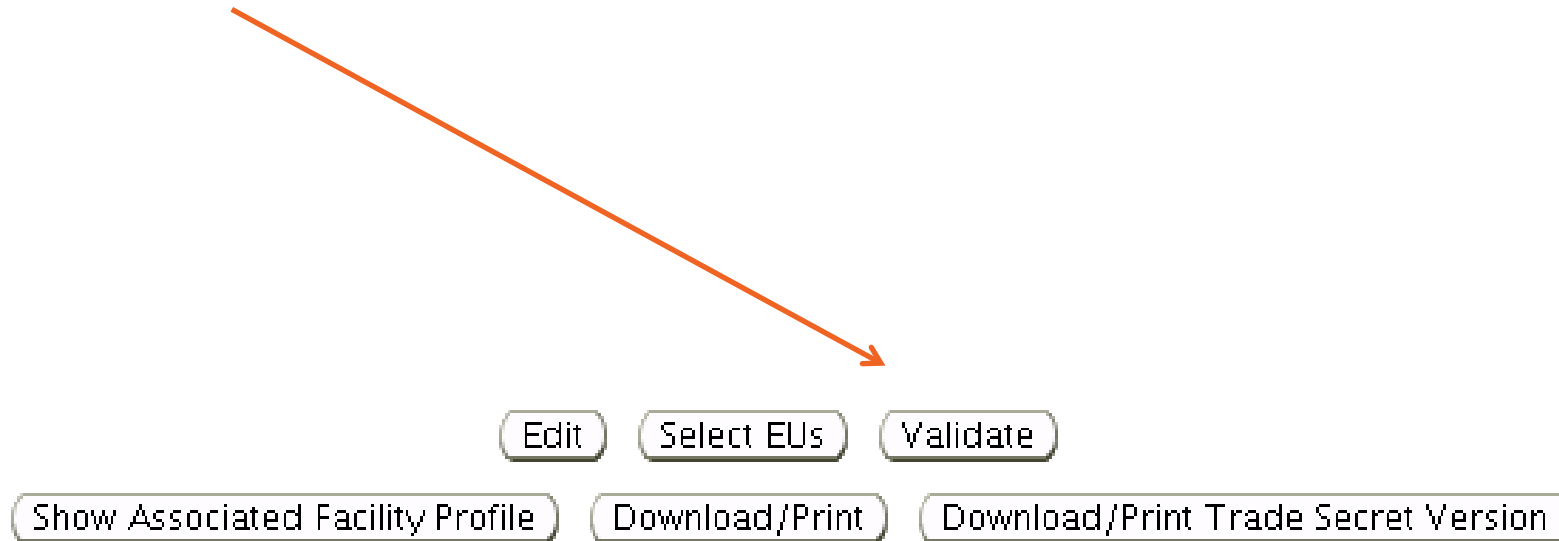 Edit Select EUs Validate
Show Associated Facility Profile Download/Print Download/Print Trade Secret Version